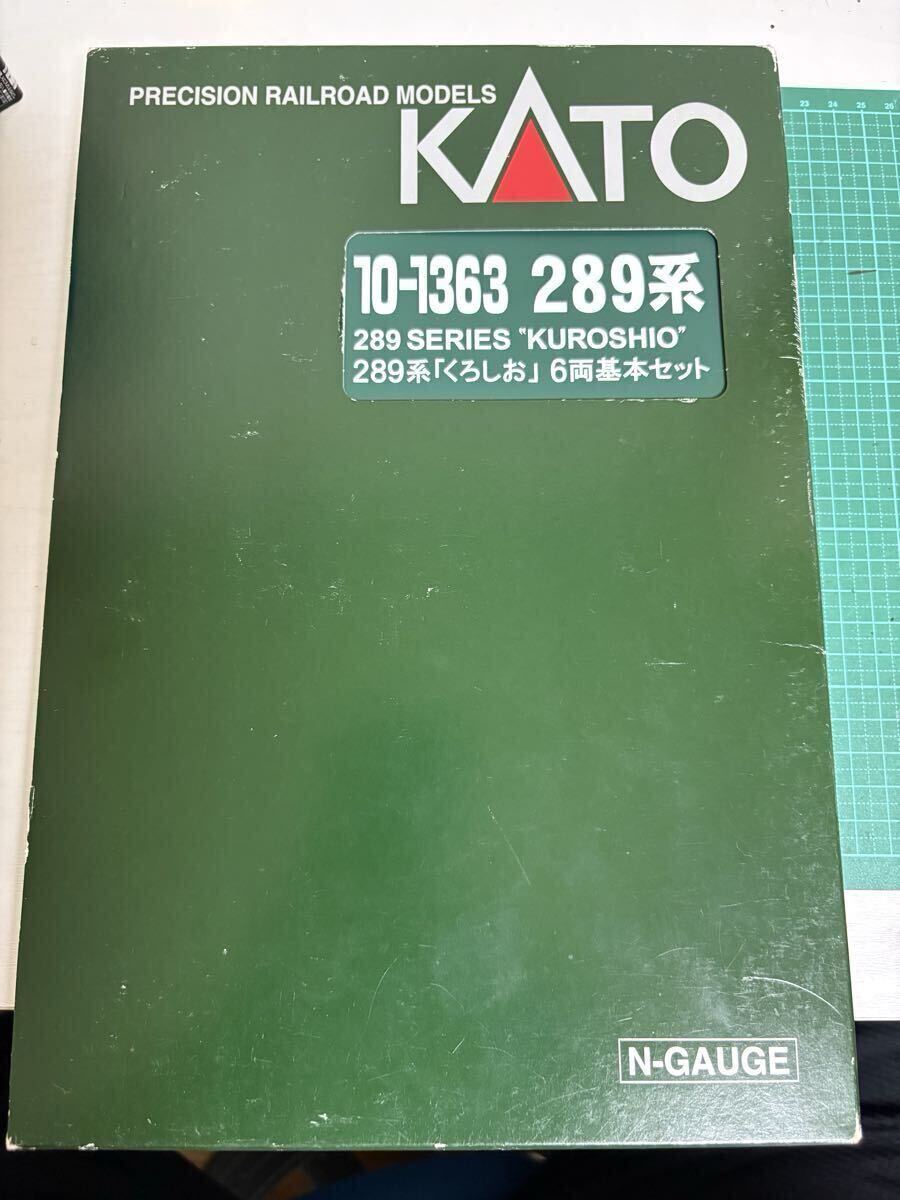 PRECISION RAILROAD MODELS
KATO
10-1363 289系
289 SERIES "KUROSHIO"
289系「くろしお」 6両基本セット
N-GAUGE
23 24 25 26